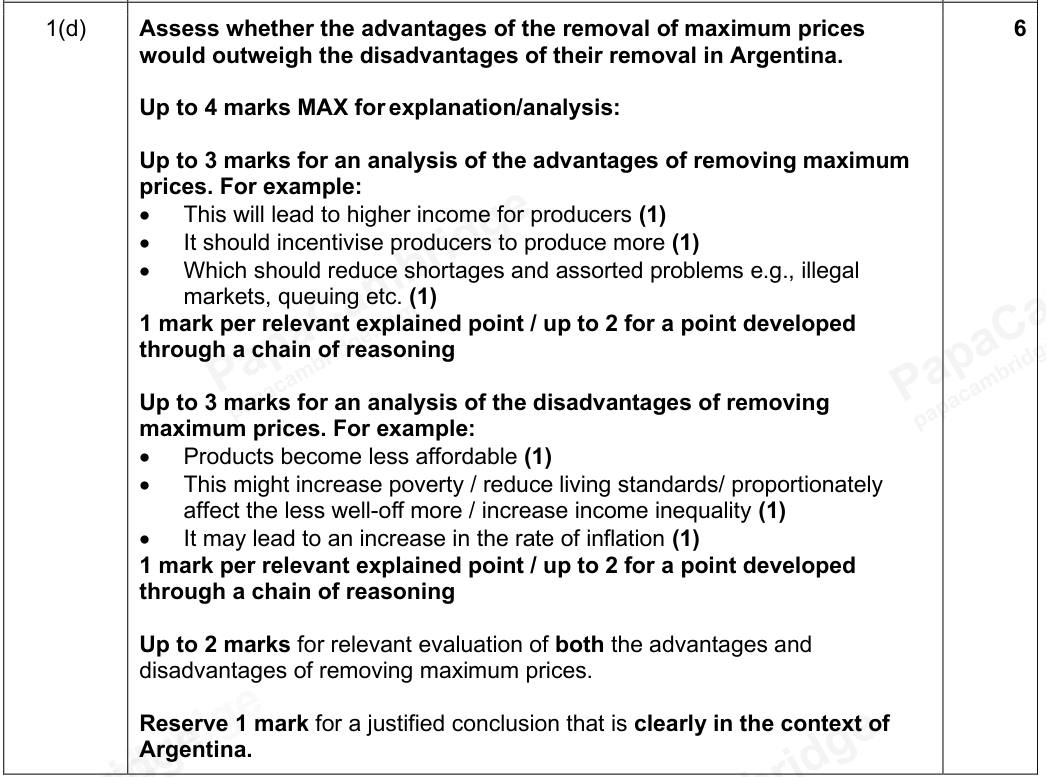 1(d) Assess whether the advantages of the removal of maximum prices 6
would outweigh the disadvantages of their removal in Argentina.
Up to 4 marks MAX for explanation/analysis:
Up to 3 marks for an analysis of the advantages of removing maximum
prices. For example:
• This will lead to higher income for producers (1)
• It should incentivise producers to produce more (1)
• Which should reduce shortages and assorted problems e.g., illegal
markets, queuing etc. (1)
1 mark per relevant explained point / up to 2 for a point developed
through a chain of reasoning
Up to 3 marks for an analysis of the disadvantages of removing
maximum prices. For example:
• Products become less affordable (1)
• This might increase poverty / reduce living standards/ proportionately
affect the less well-off more / increase income inequality (1)
• It may lead to an increase in the rate of inflation (1)
1 mark per relevant explained point / up to 2 for a point developed
through a chain of reasoning
Up to 2 marks for relevant evaluation of both the advantages and
disadvantages of removing maximum prices.
Reserve 1 mark for a justified conclusion that is clearly in the context of
Argentina.